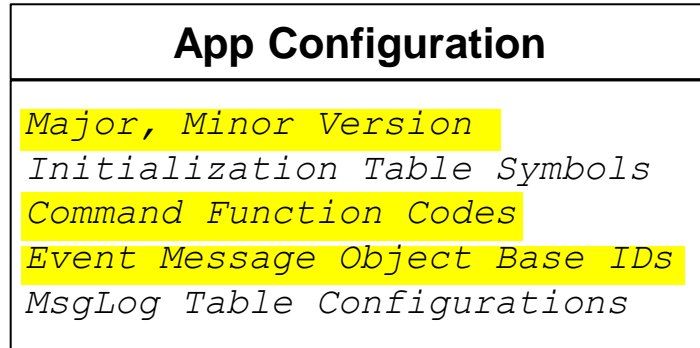 App Configuration
Major, Minor Version
Initialization Table Symbols
Command Function Codes
Event Message Object Base IDs
MsgLog Table Configurations